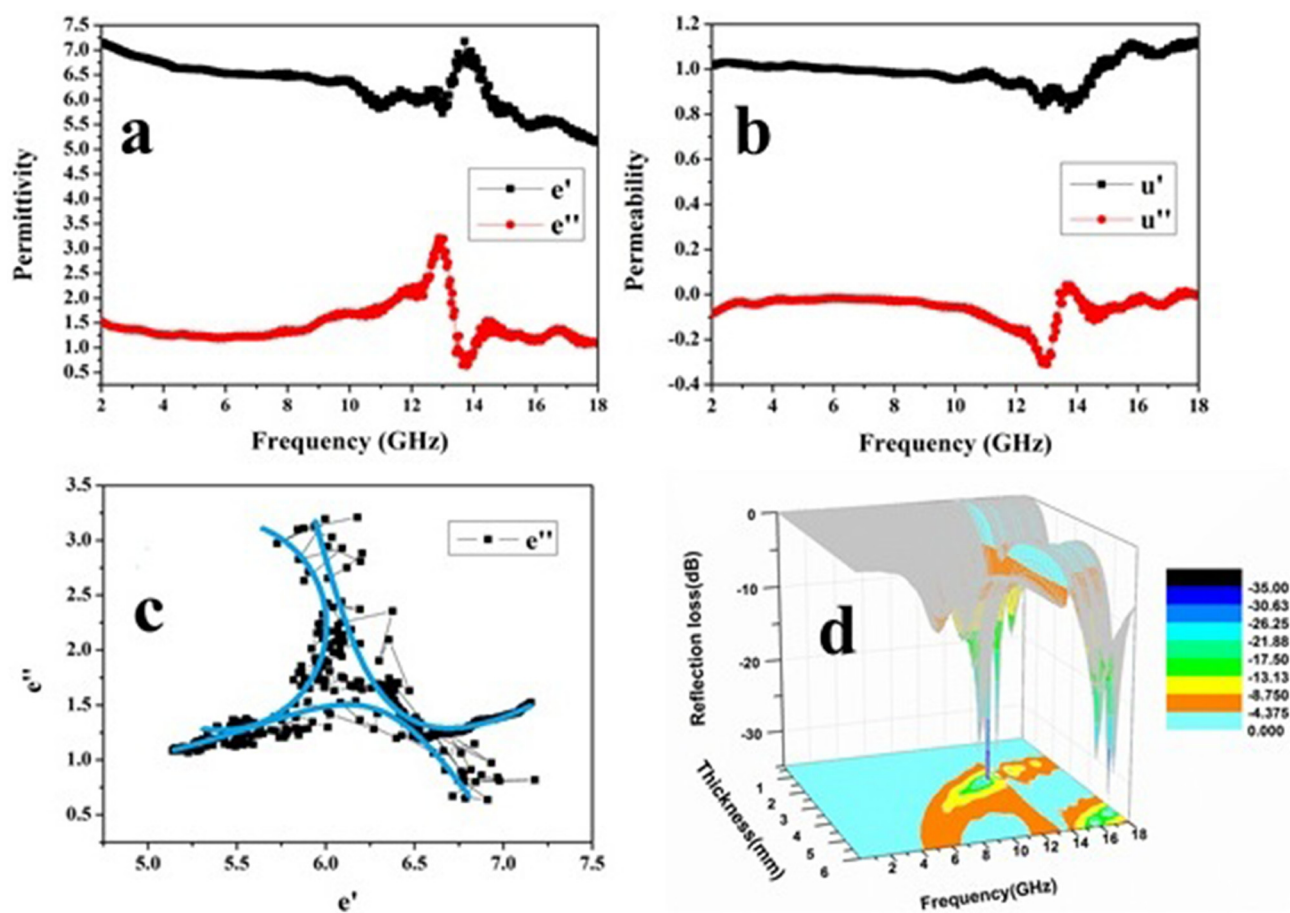 7.5
7.0
6.5
6.0
5.5
5.0
4.5
4.0
3.5
3.0
2.5
2.0
1.5
1.0
0.5
Permittivity
a
e'
e''
2 4 6 8 10 12 14 16 18
Frequency (GHz)
1.2
1.0
0.8
0.6
0.4
0.2
0.0
-0.2
-0.4
Permeability
b
u'
u''
2 4 6 8 10 12 14 16 18
Frequency (GHz)
3.5
3.0
2.5
2.0
1.5
1.0
0.5
e''
c
e''
5.0 5.5 6.0 6.5 7.0 7.5
e'
0
-10
-20
-30
Reflection loss(dB)
d
1
2
3
4
5
6
Thickness(mm)
2 4 6 8 10 12 14 16 18
Frequency(GHz)
-35.00
-30.63
-26.25
-21.88
-17.50
-13.13
-8.750
-4.375
0.000